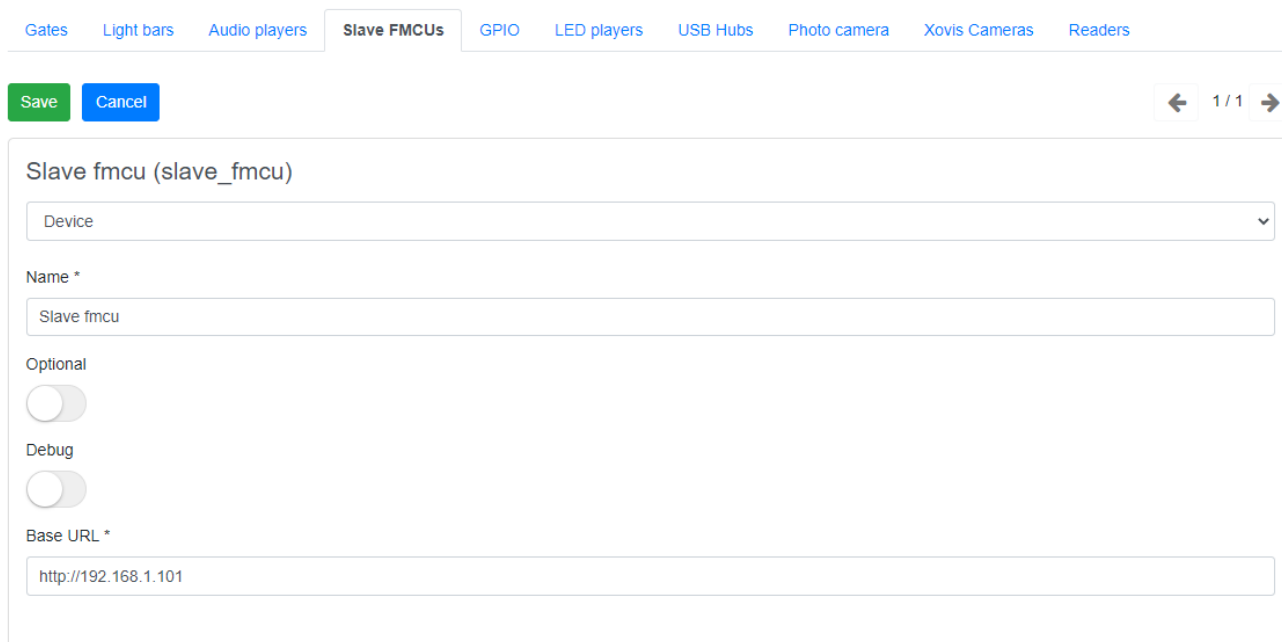 Gates Light bars Audio players Slave FMCUs GPIO LED players USB Hubs Photo camera Xovis Cameras Readers
Save Cancel 1 / 1
Slave fmcu (slave_fmcu)
Device
Name *
Slave fmcu
Optional
Debug
Base URL *
http://192.168.1.101